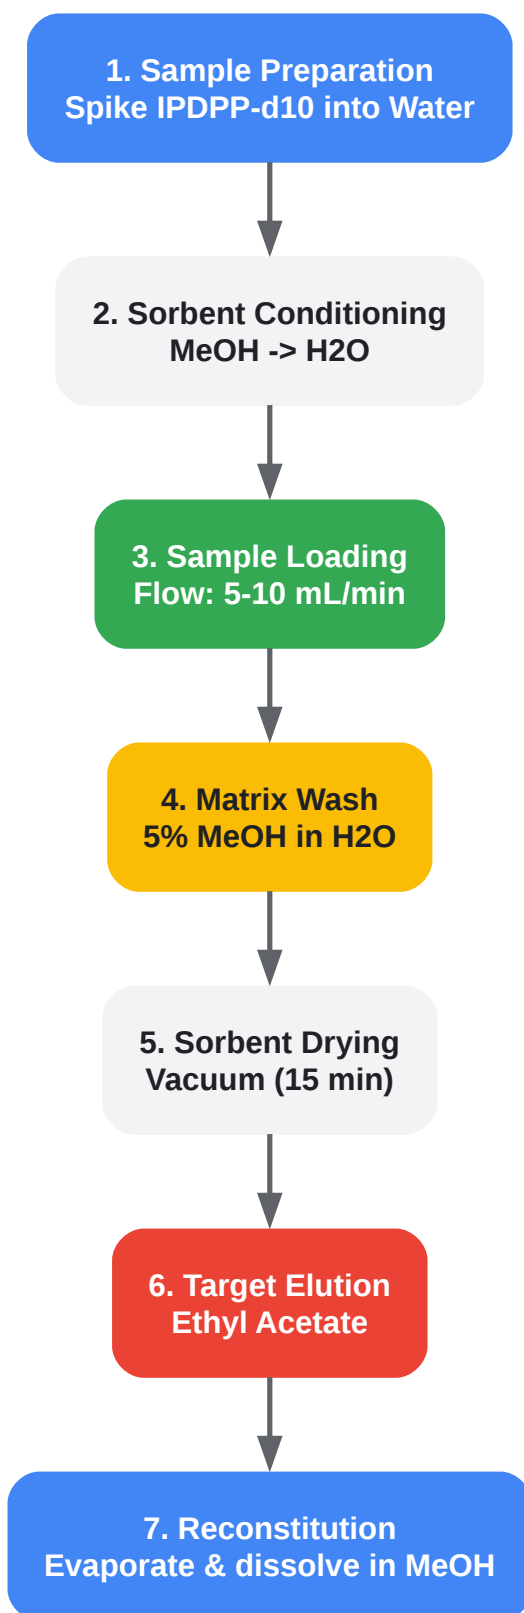 1. Sample Preparation
Spike IPDPP-d10 into Water
2. Sorbent Conditioning
MeOH -> H2O
3. Sample Loading
Flow: 5-10 mL/min
4. Matrix Wash
5% MeOH in H2O
5. Sorbent Drying
Vacuum (15 min)
6. Target Elution
Ethyl Acetate
7. Reconstitution
Evaporate & dissolve in MeOH